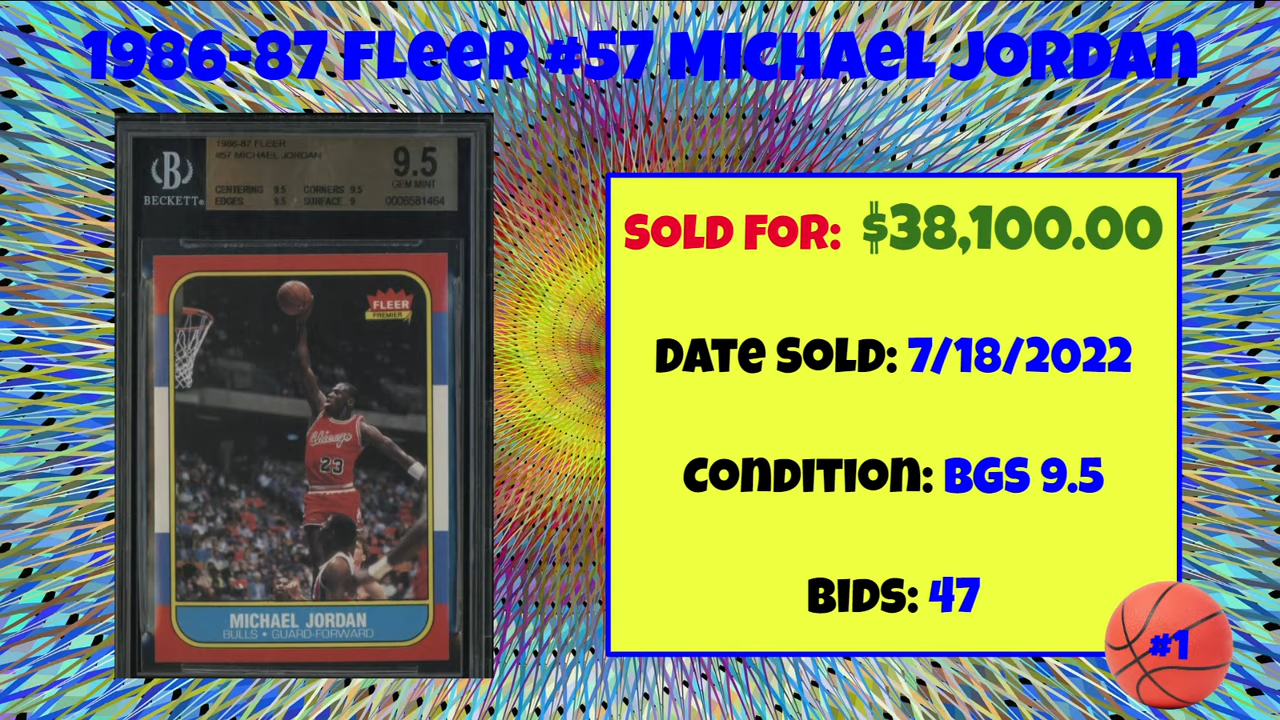 1986-87 Fleer #57 Michael Jordan
1986-87 FLEER
#57 MICHAEL JORDAN
9.5
GEM MINT
CENTERING 9.5 CORNERS 9.5
EDGES 9.5 SURFACE 9
0006581464
B
BECKETT
FLEER
PREMIER
Chicago
23
MICHAEL JORDAN
BULLS • GUARD-FORWARD
SOLD FOR: $38,100.00
DATE SOLD: 7/18/2022
CONDITION: BGS 9.5
BIDS: 47
#1